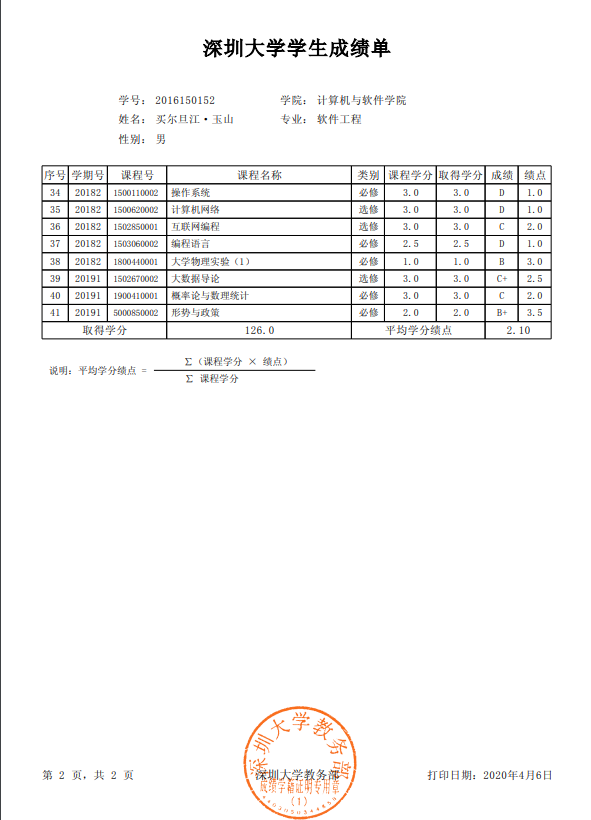 深圳大学学生成绩单
学号： 2016150152 学院： 计算机与软件学院
姓名： 买尔旦江·玉山 专业： 软件工程
性别： 男
序号 学期号 课程号 课程名称 类别 课程学分 取得学分 成绩 绩点
34 20182 1500110002 操作系统 必修 3.0 3.0 D 1.0
35 20182 1500620002 计算机网络 选修 3.0 3.0 D 1.0
36 20182 1502850001 互联网编程 选修 3.0 3.0 C 2.0
37 20182 1503060002 编程语言 必修 2.5 2.5 D 1.0
38 20182 1800440001 大学物理实验（1） 必修 1.0 1.0 B 3.0
39 20191 1502670002 大数据导论 选修 3.0 3.0 C+ 2.5
40 20191 1900410001 概率论与数理统计 必修 3.0 3.0 C 2.0
41 20191 5000850002 形势与政策 必修 2.0 2.0 B+ 3.5
取得学分 126.0 平均学分绩点 2.10
Σ（课程学分 × 绩点）
说明：平均学分绩点 =
Σ 课程学分
深圳大学教务部
第 2 页，共 2 页 深圳大学教务部 打印日期：2020年4月6日
成绩学籍证明专用章
（1）